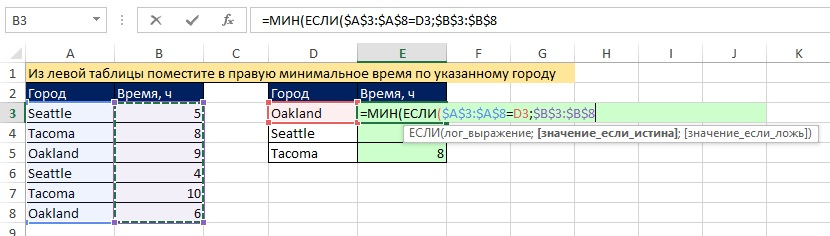 B3 =МИН(ЕСЛИ($A$3:$A$8=D3;$B$3:$B$8
A B C D E F G H I J K
1 Из левой таблицы поместите в правую минимальное время по указанному городу
2 Город Время, ч Город Время, ч
3 Seattle 5 Oakland =МИН(ЕСЛИ($A$3:$A$8=D3;$B$3:$B$8
ЕСЛИ(лог_выражение; [значение_если_истина]; [значение_если_ложь])
4 Tacoma 8 Seattle
5 Oakland 9 Tacoma 8
6 Seattle 4
7 Tacoma 10
8 Oakland 6
9